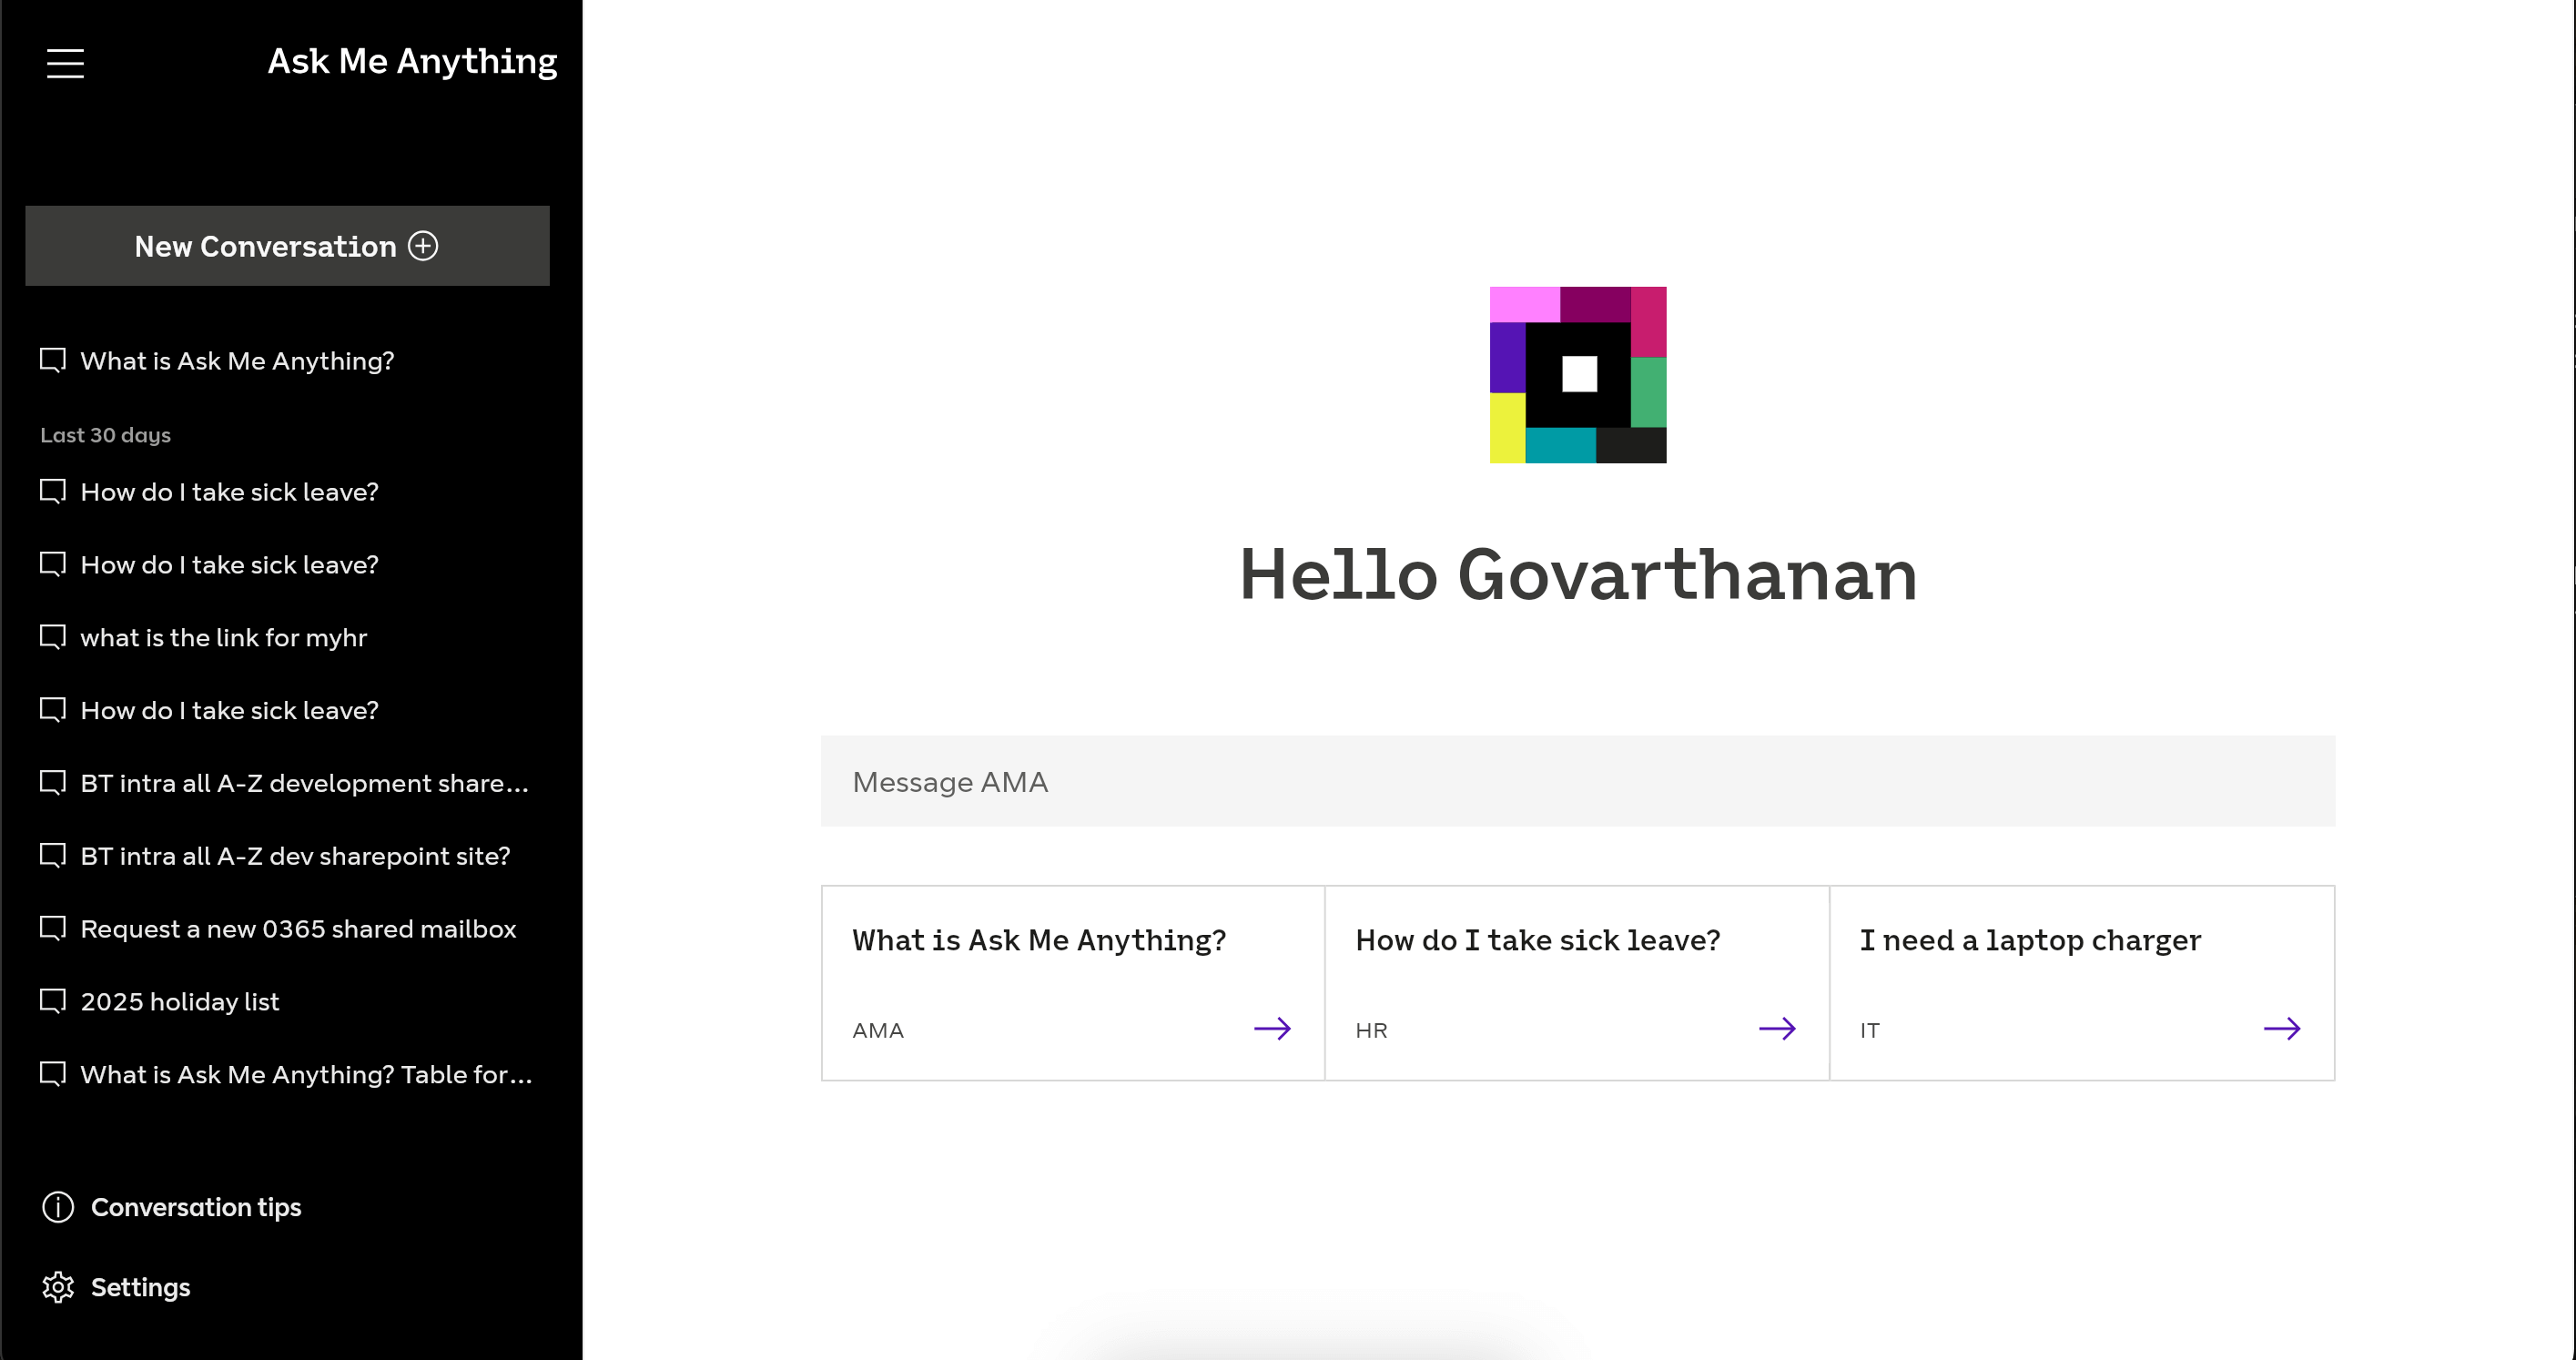 Ask Me Anything
New Conversation
What is Ask Me Anything?
Last 30 days
How do I take sick leave?
How do I take sick leave?
what is the link for myhr
How do I take sick leave?
BT intra all A-Z development share...
BT intra all A-Z dev sharepoint site?
Request a new 0365 shared mailbox
2025 holiday list
What is Ask Me Anything? Table for...
Conversation tips
Settings
Hello Govarthanan
Message AMA
What is Ask Me Anything?
AMA
How do I take sick leave?
HR
I need a laptop charger
IT